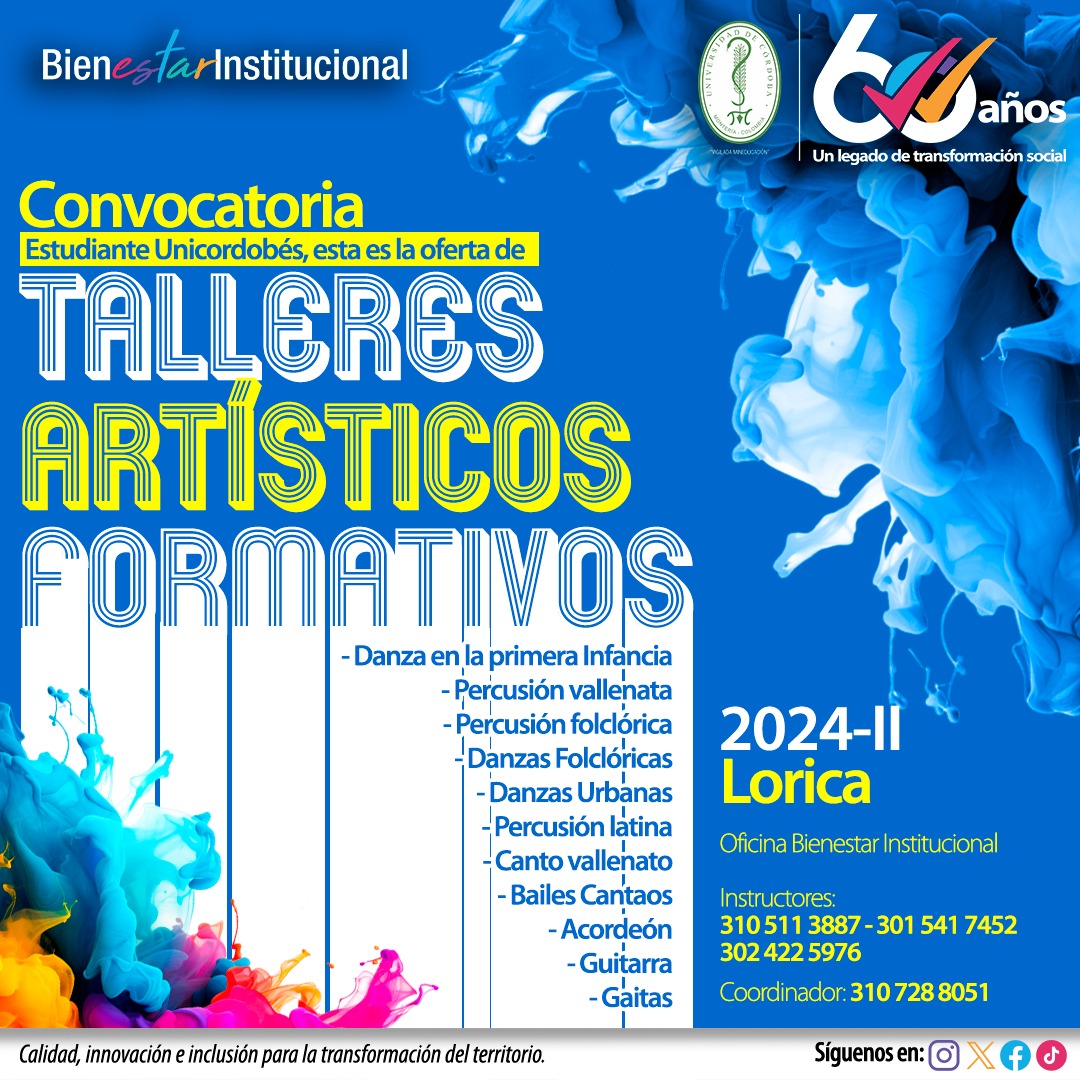 BienestarInstitucional
UNIVERSIDAD DE CÓRDOBA
MONTERÍA - COLOMBIA
"VIGILADA MINEDUCACIÓN"
60 años
Un legado de transformación social
Convocatoria
Estudiante Unicordobés, esta es la oferta de
TALLERES
ARTÍSTICOS
FORMATIVOS
- Danza en la primera Infancia
- Percusión vallenata
- Percusión folclórica
- Danzas Folclóricas
- Danzas Urbanas
- Percusión latina
- Canto vallenato
- Bailes Cantaos
- Acordeón
- Guitarra
- Gaitas
2024-II
Lorica
Oficina Bienestar Institucional
Instructores:
310 511 3887 - 301 541 7452
302 422 5976
Coordinador: 310 728 8051
Calidad, innovación e inclusión para la transformación del territorio.
Síguenos en: